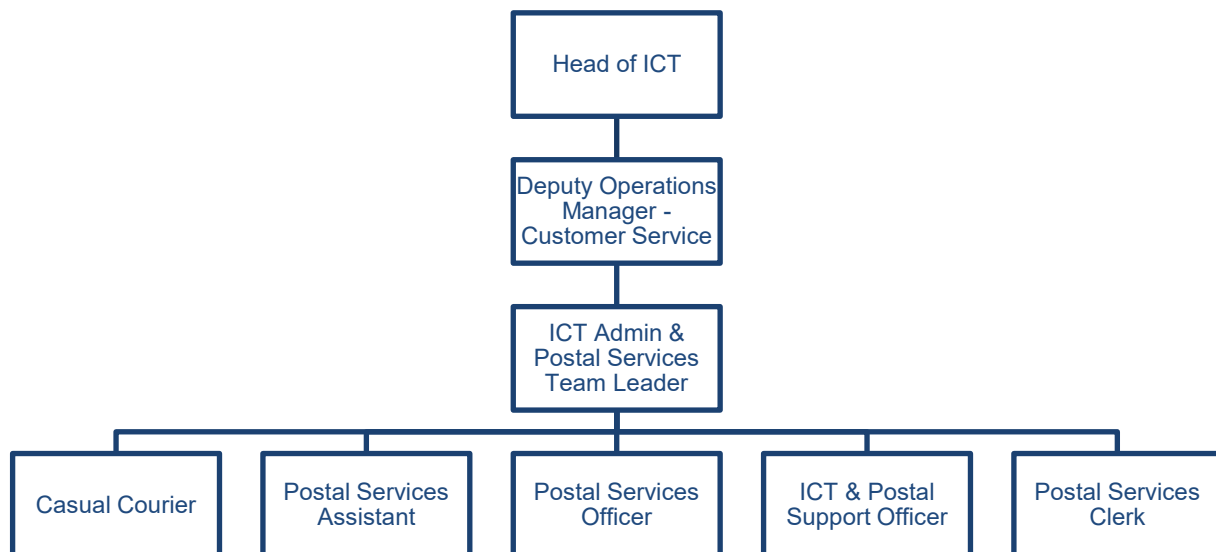 Head of ICT
Deputy Operations
Manager -
Customer Service
ICT Admin &
Postal Services
Team Leader
Casual Courier
Postal Services
Assistant
Postal Services
Officer
ICT & Postal
Support Officer
Postal Services
Clerk